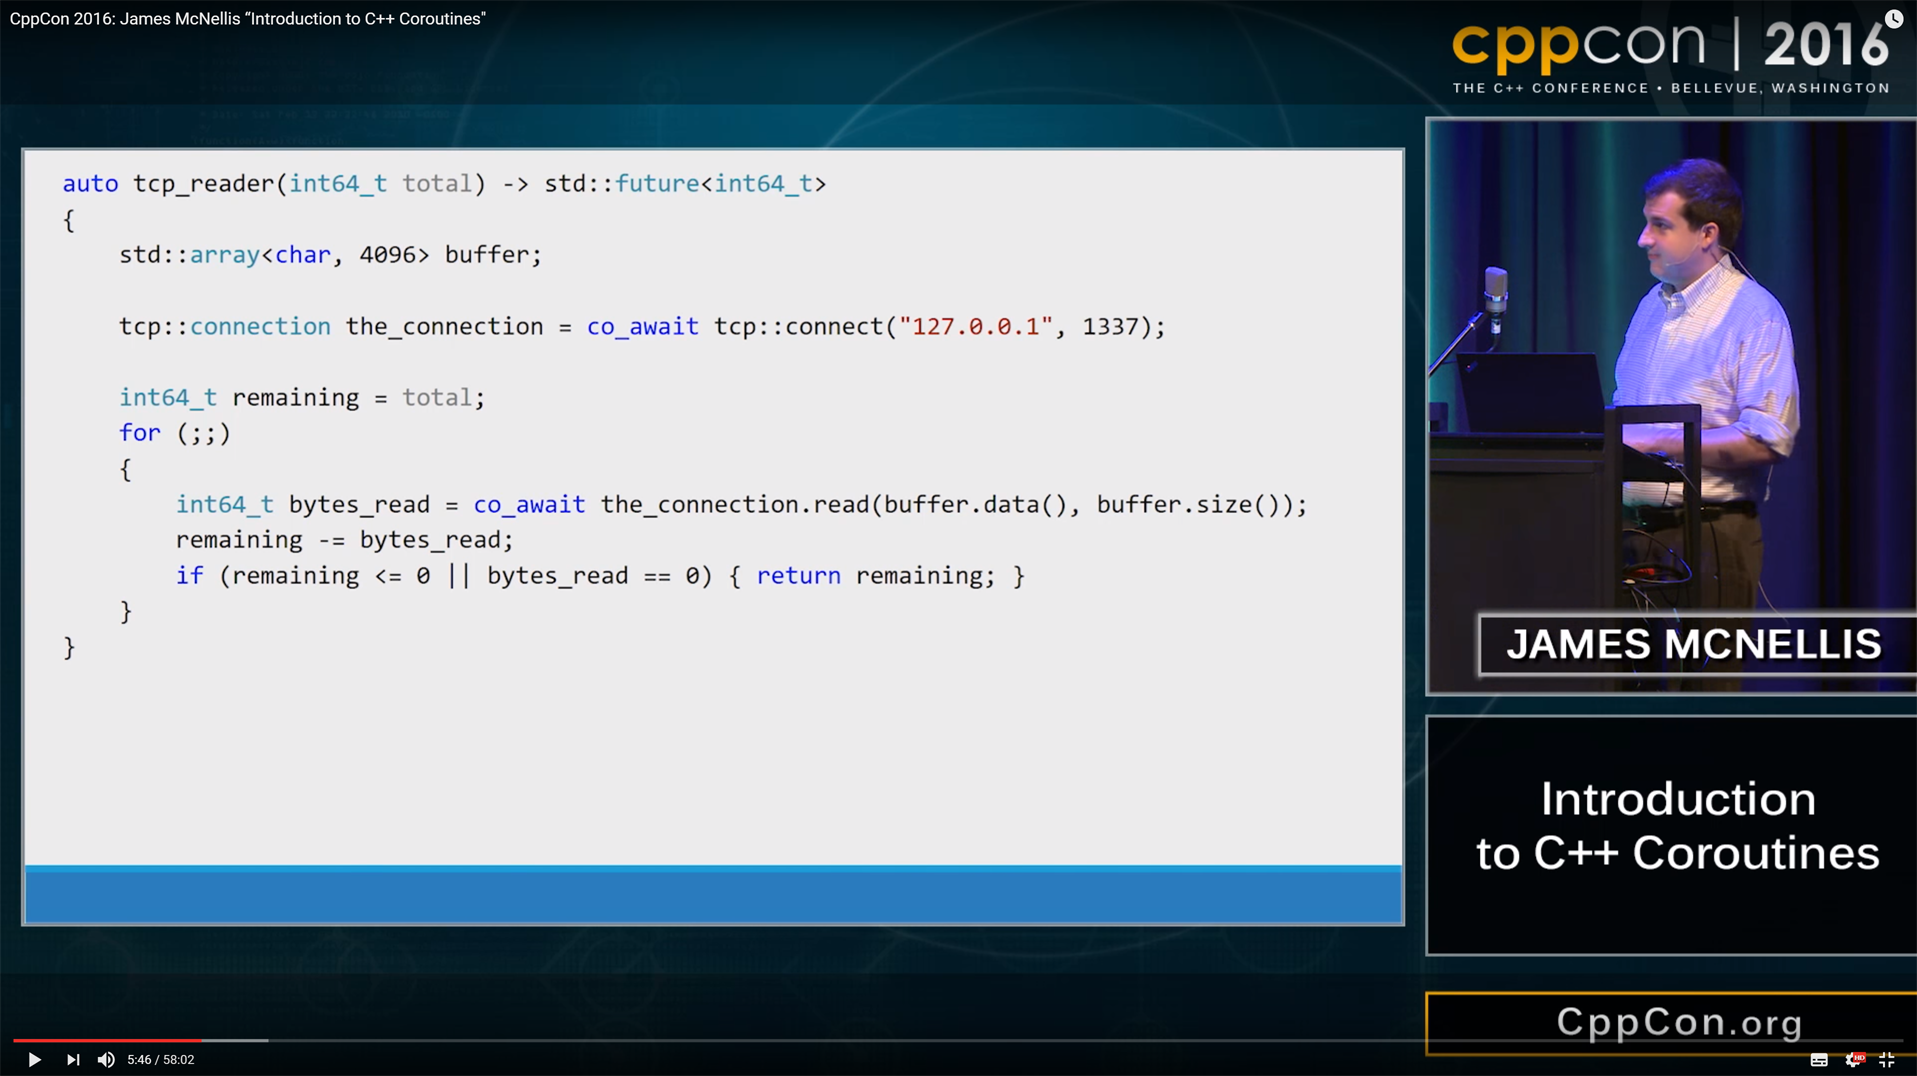 CppCon 2016: James McNellis “Introduction to C++ Coroutines"
cppcon | 2016
THE C++ CONFERENCE • BELLEVUE, WASHINGTON
auto tcp_reader(int64_t total) -> std::future<int64_t>
{
    std::array<char, 4096> buffer;
    tcp::connection the_connection = co_await tcp::connect("127.0.0.1", 1337);
    int64_t remaining = total;
    for (;;)
    {
        int64_t bytes_read = co_await the_connection.read(buffer.data(), buffer.size());
        remaining -= bytes_read;
        if (remaining <= 0 || bytes_read == 0) { return remaining; }
    }
}
JAMES MCNELLIS
Introduction
to C++ Coroutines
CppCon.org
5:46 / 58:02
HD